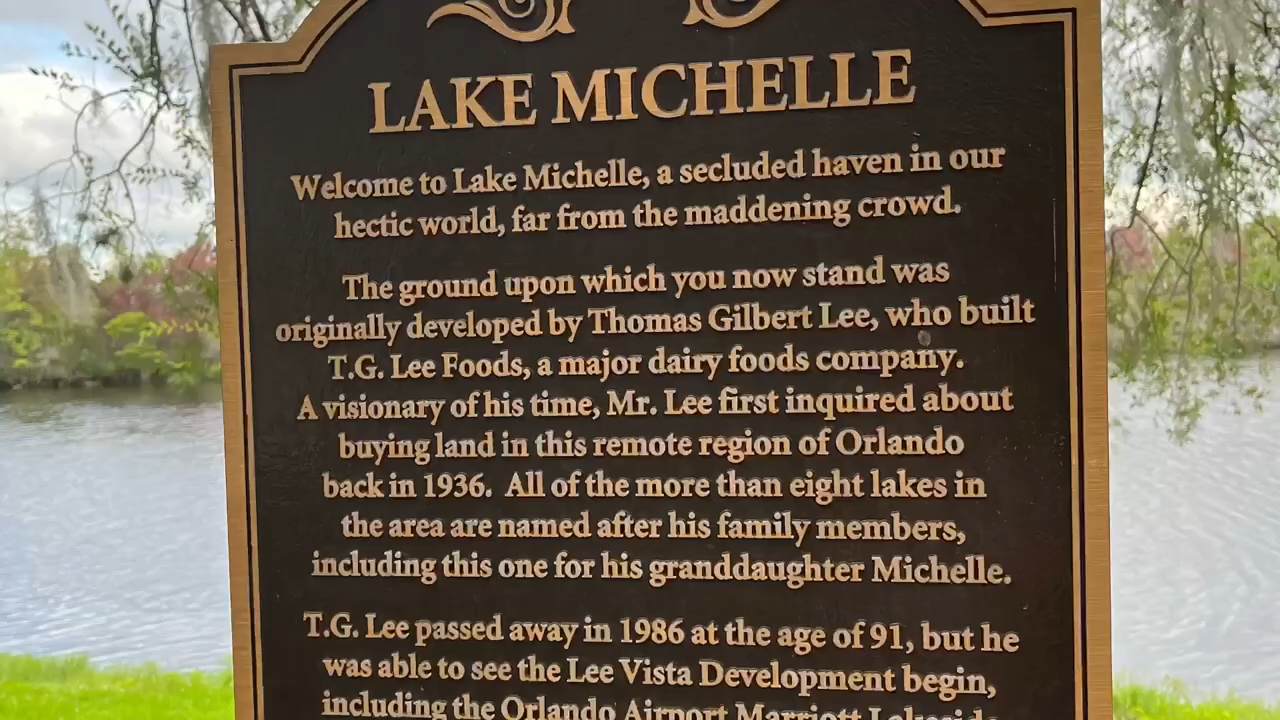 LAKE MICHELLE
Welcome to Lake Michelle, a secluded haven in our
hectic world, far from the maddening crowd.
The ground upon which you now stand was
originally developed by Thomas Gilbert Lee, who built
T.G. Lee Foods, a major dairy foods company.
A visionary of his time, Mr. Lee first inquired about
buying land in this remote region of Orlando
back in 1936. All of the more than eight lakes in
the area are named after his family members,
including this one for his granddaughter Michelle.
T.G. Lee passed away in 1986 at the age of 91, but he
was able to see the Lee Vista Development begin,
including the Orlando Airport Marriott Lakeside